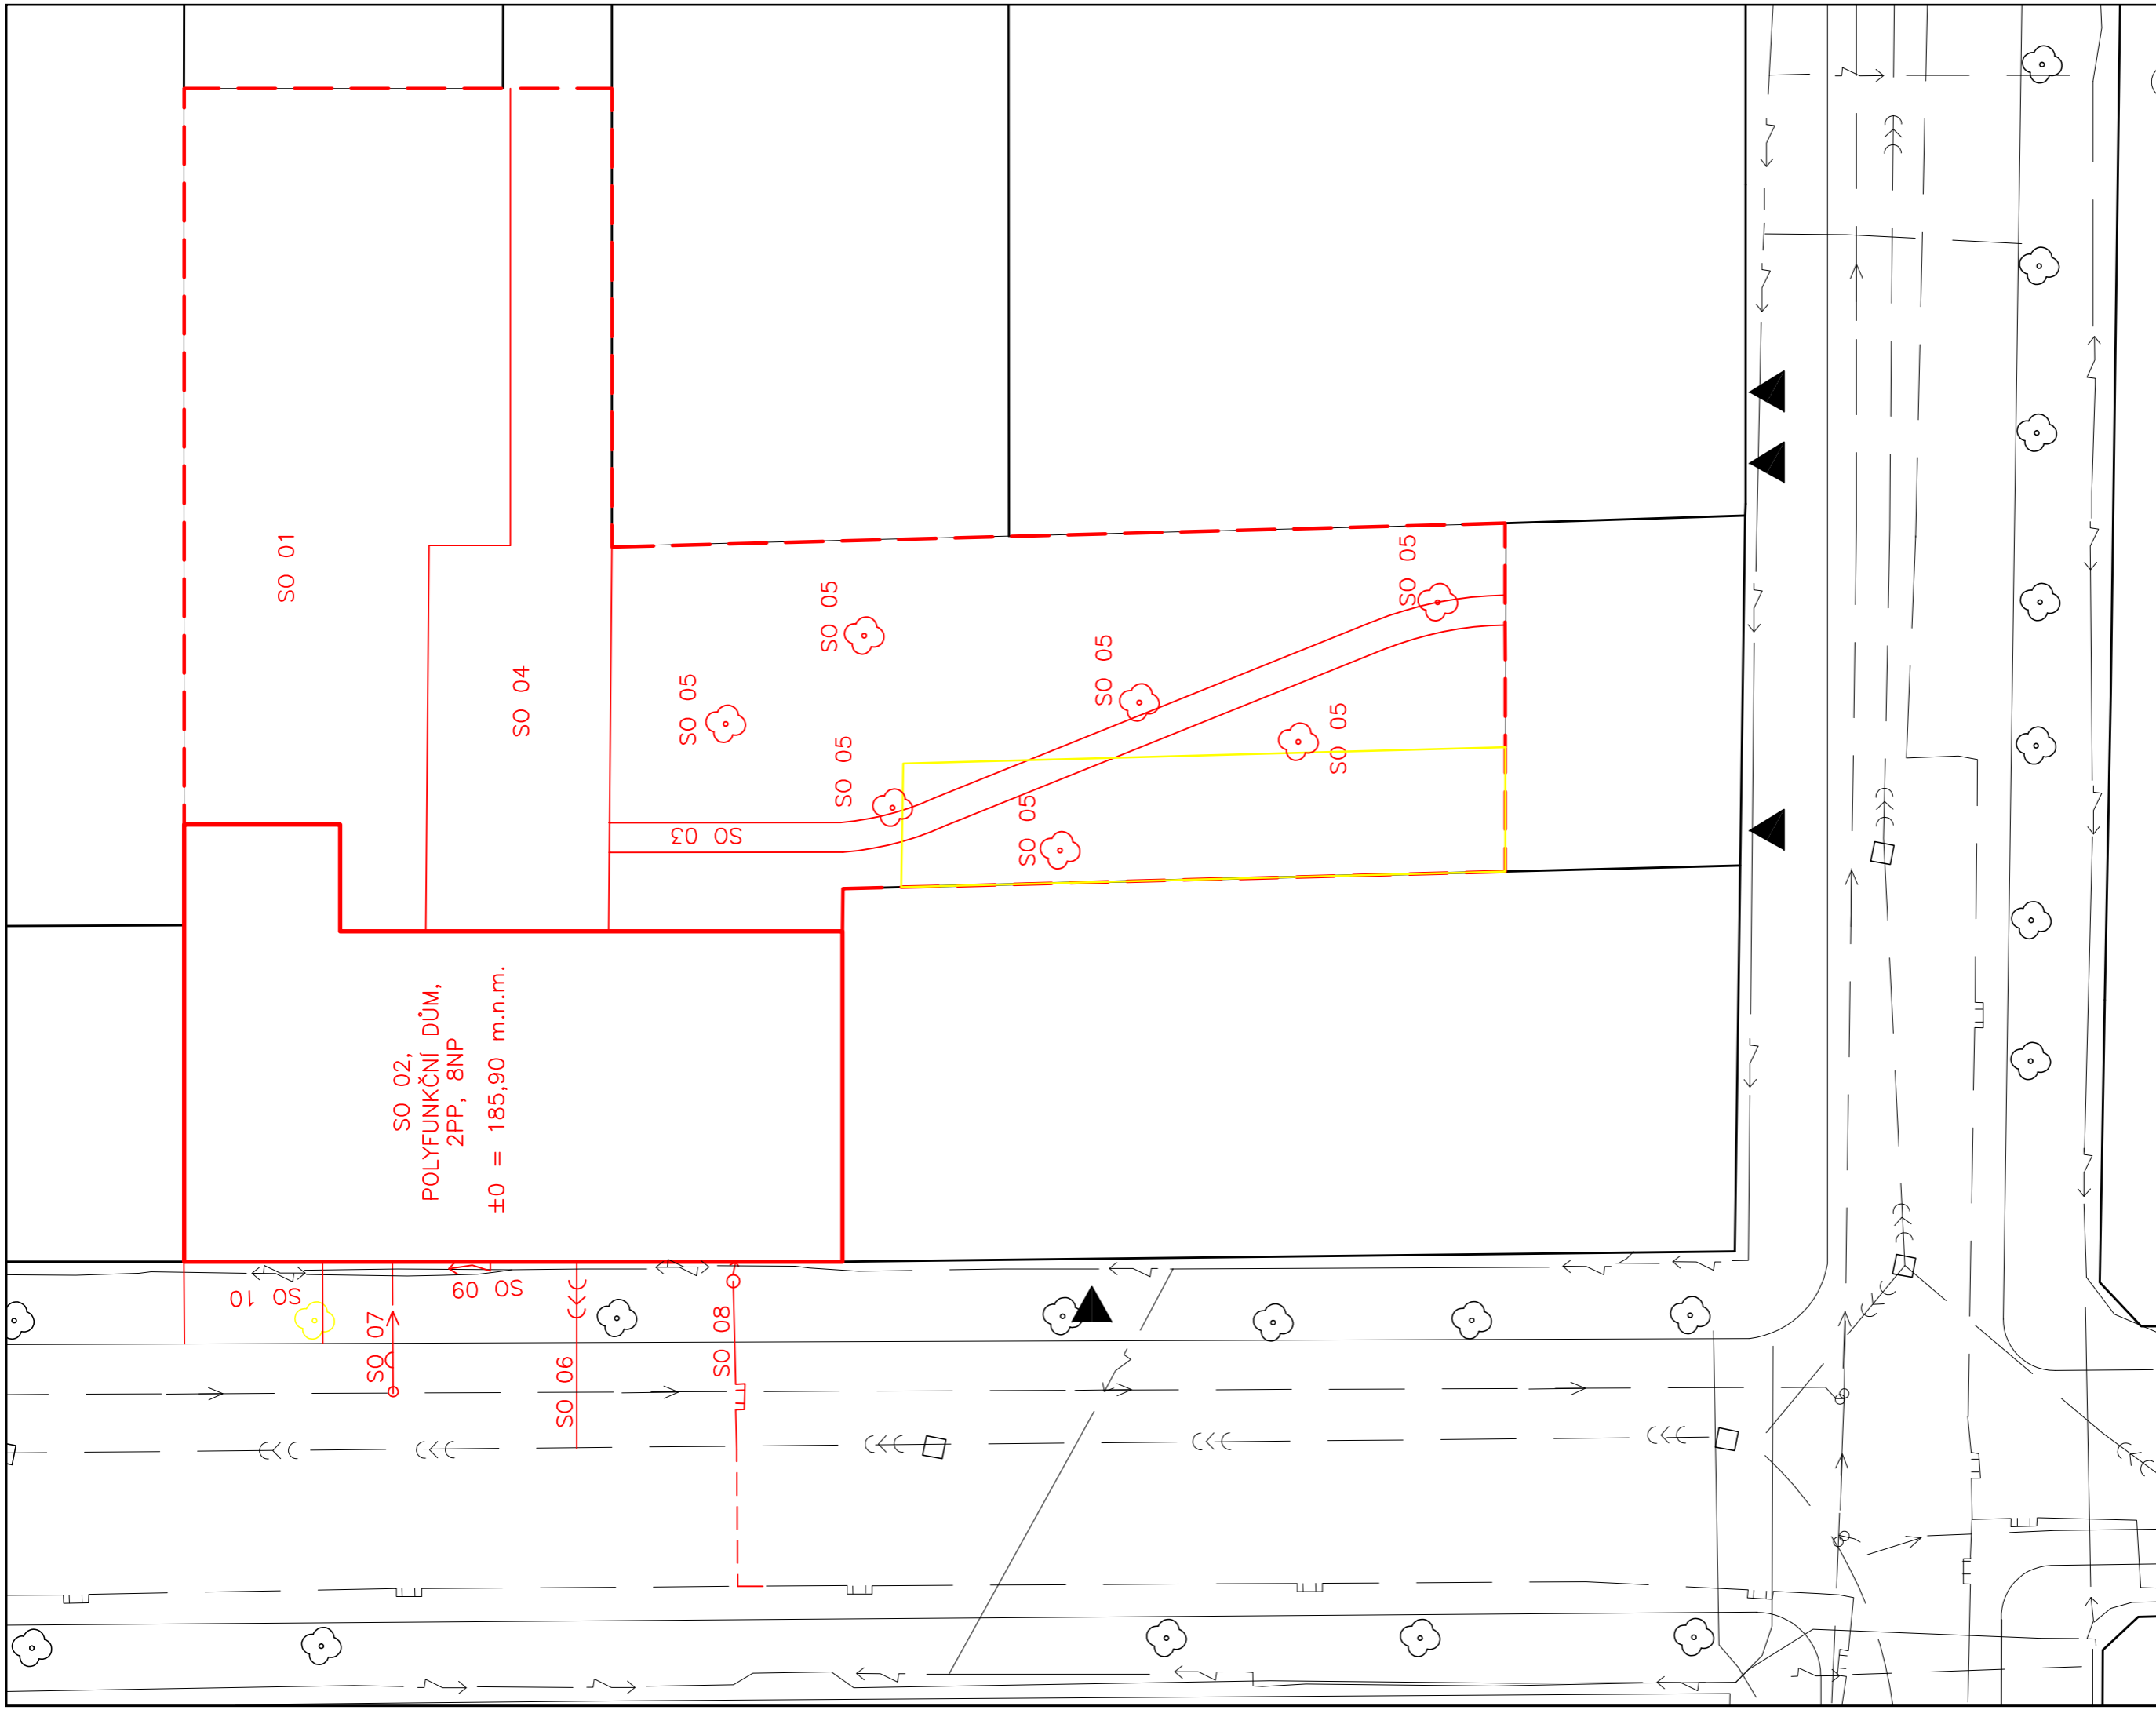 SO 01
SO 04
SO 05
SO 05
SO 05
SO 05
SO 05
SO 05
SO 05
SO 03
SO 02,
POLYFUNKČNÍ DŮM,
2PP, 8NP
±0 = 185,90 m.n.m.
SO 10
SO 09
SO 07
SO 06
SO 08